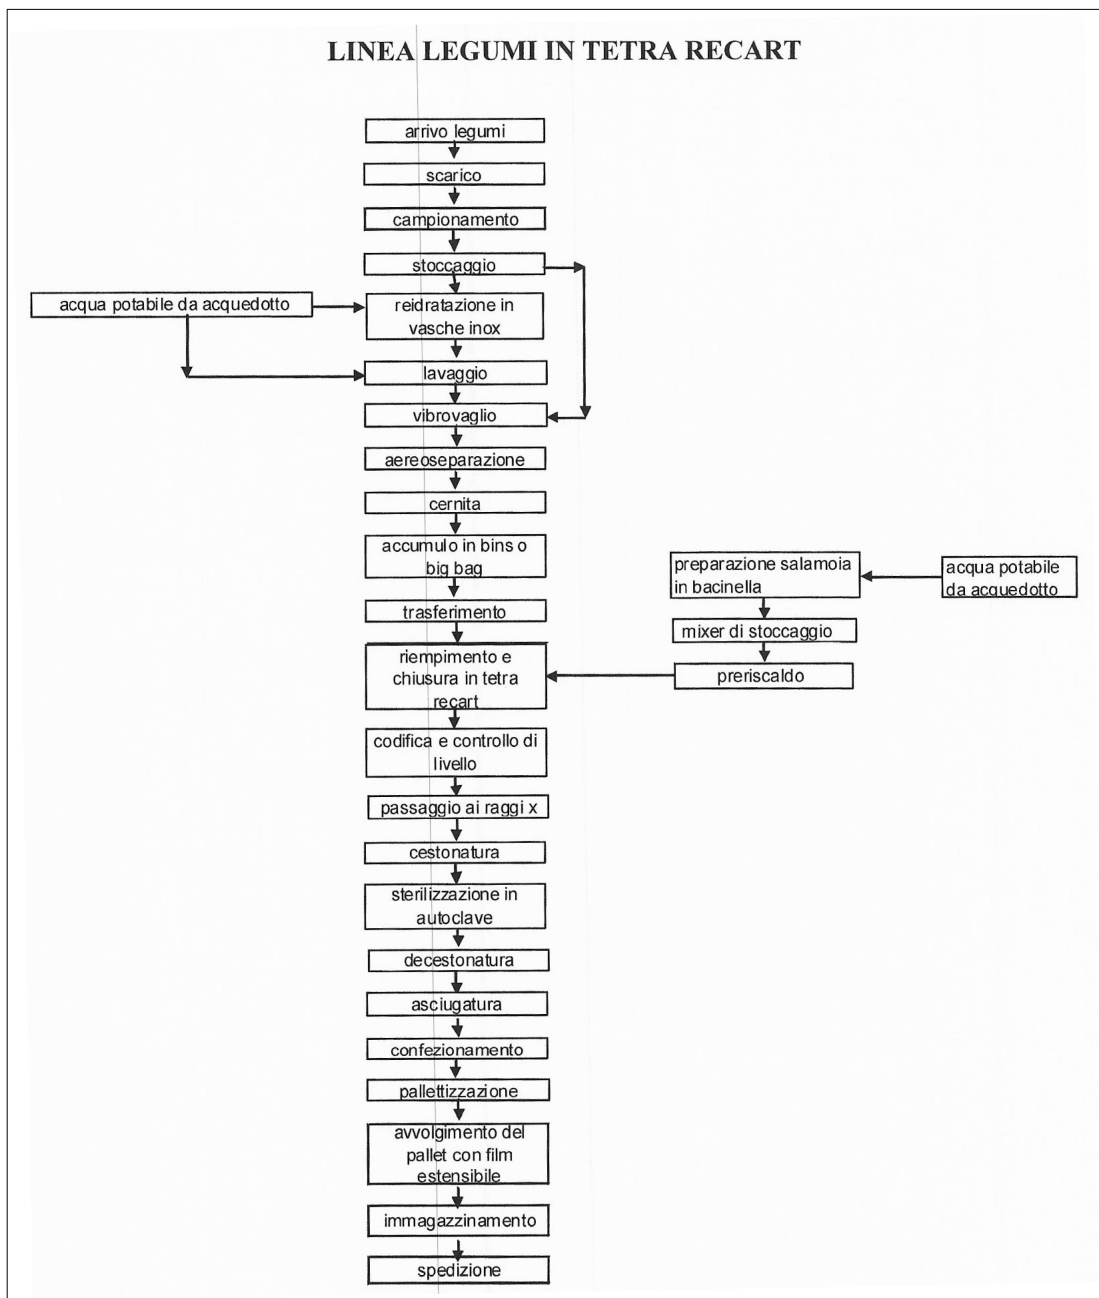 LINEA LEGUMI IN TETRA RECART
arrivo legumi
scarico
campionamento
stoccaggio
acqua potabile da acquedotto
reidratazione in
vasche inox
lavaggio
vibrovaglio
aereoseparazione
cernita
accumulo in bins o
big bag
preparazione salamoia
in bacinella
acqua potabile
da acquedotto
trasferimento
mixer di stoccaggio
riempimento e
chiusura in tetra
recart
preriscaldo
codifica e controllo di
livello
passaggio ai raggi x
cestonatura
sterilizzazione in
autoclave
decestonatura
asciugatura
confezionamento
pallettizzazione
avvolgimento del
pallet con film
estensibile
immagazzinamento
spedizione